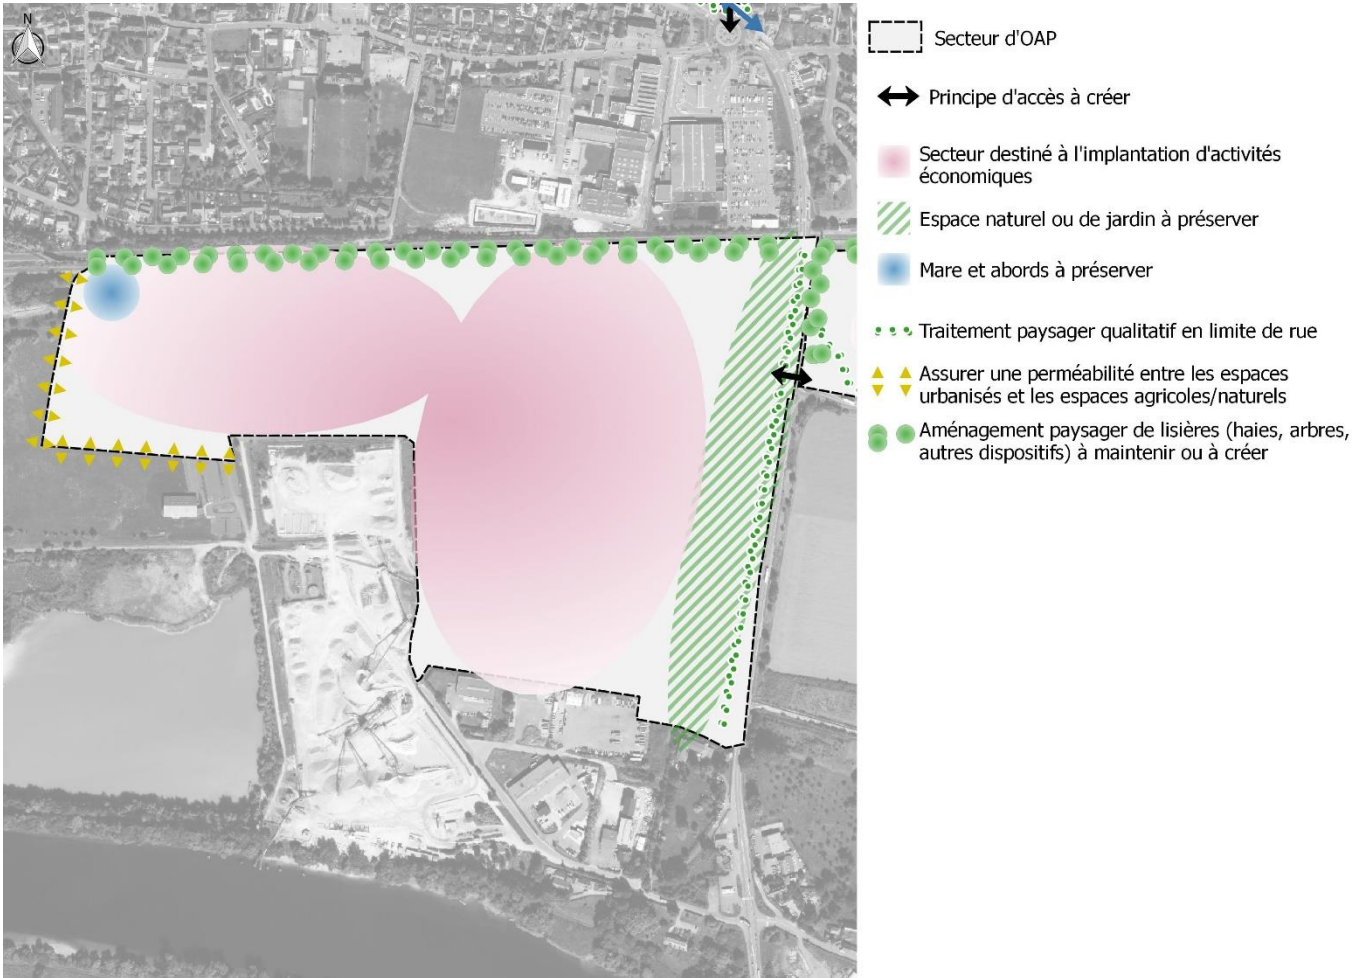 N
Secteur d'OAP
Principe d'accès à créer
Secteur destiné à l'implantation d'activités
économiques
Espace naturel ou de jardin à préserver
Mare et abords à préserver
Traitement paysager qualitatif en limite de rue
Assurer une perméabilité entre les espaces
urbanisés et les espaces agricoles/naturels
Aménagement paysager de lisières (haies, arbres,
autres dispositifs) à maintenir ou à créer